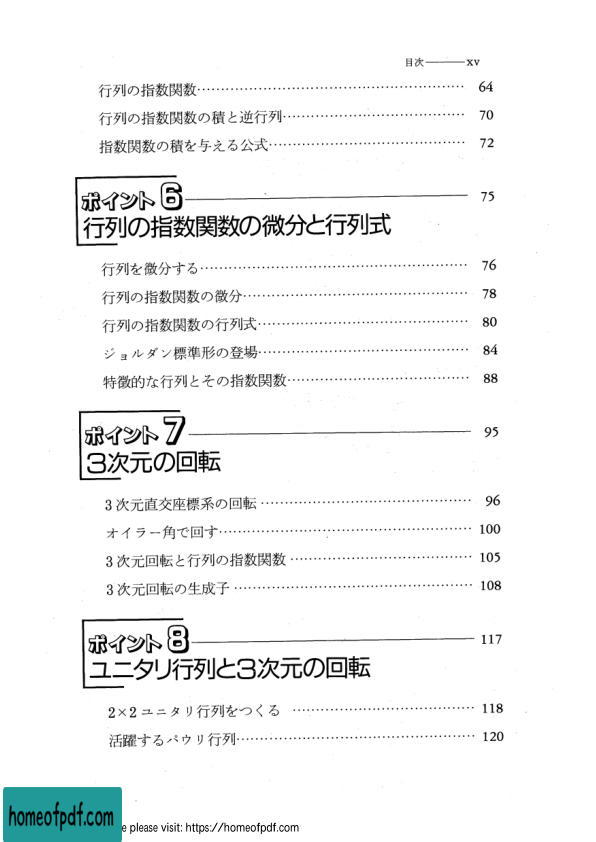 目次————xv
行列の指数関数……………………………………………… 64
行列の指数関数の積と逆行列……………………………… 70
指数関数の積を与える公式………………………………… 72
ポイント6———————————— 75
行列の指数関数の微分と行列式
行列を微分する……………………………………………… 76
行列の指数関数の微分……………………………………… 78
行列の指数関数の行列式…………………………………… 80
ジョルダン標準形の登場…………………………………… 84
特徴的な行列とその指数関数……………………………… 88
ポイント7———————————— 95
3次元の回転
3次元直交座標系の回転…………………………………… 96
オイラー角で回す…………………………………………… 100
3次元回転と行列の指数関数……………………………… 105
3次元回転の生成子………………………………………… 108
ポイント8———————————— 117
ユニタリ行列と3次元の回転
2×2ユニタリ行列をつくる ……………………………… 118
活躍するパウリ行列………………………………………… 120
homeofpdf.com
e please visit: https://homeofpdf.com